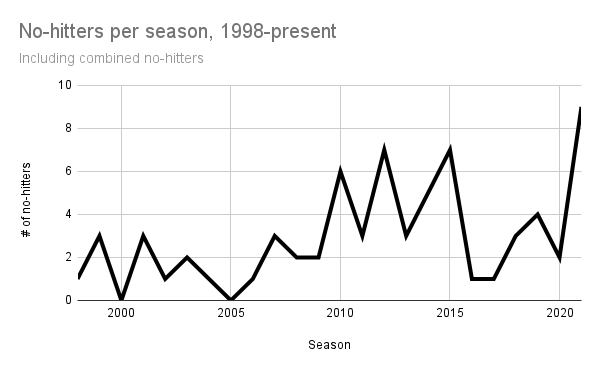 No-hitters per season, 1998-present
Including combined no-hitters
10
8
6
4
2
0
# of no-hitters
2000 2005 2010 2015 2020
Season